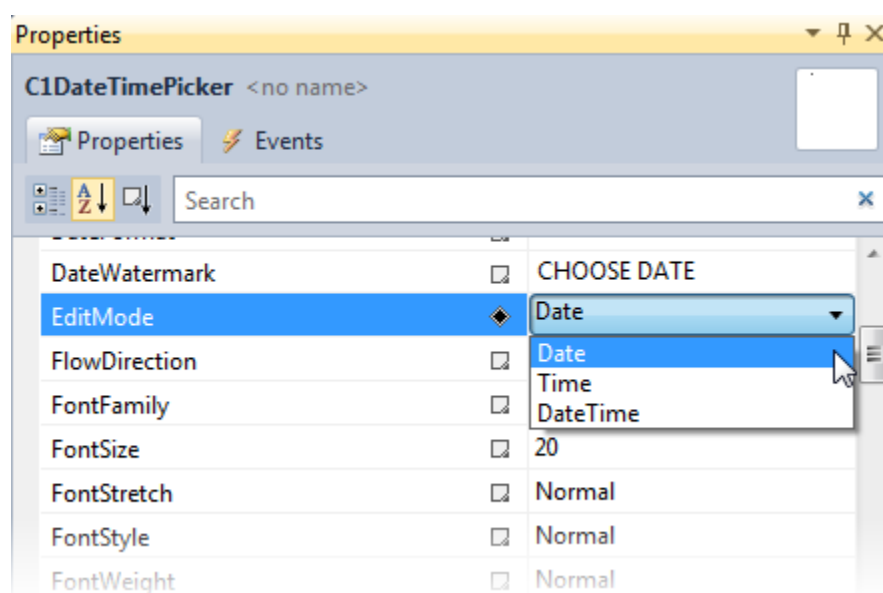 Properties
C1DateTimePicker <no name>
Properties Events
A Z Search
DateWatermark CHOOSE DATE
EditMode Date
Date
FlowDirection
Time
FontFamily
DateTime
FontSize 20
FontStretch Normal
FontStyle Normal
FontWeight Normal